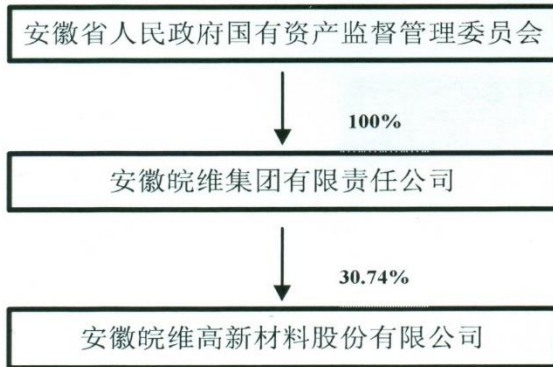 安徽省人民政府国有资产监督管理委员会
100%
安徽皖维集团有限责任公司
30.74%
安徽皖维高新材料股份有限公司